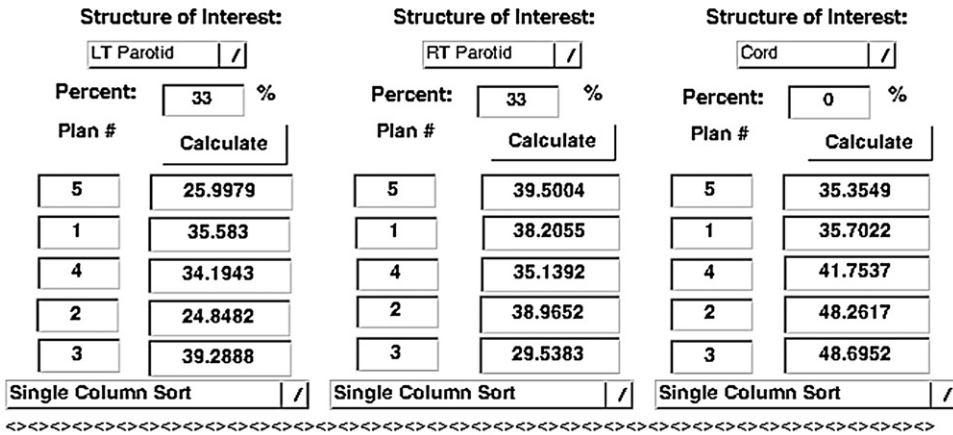 Structure of Interest: Structure of Interest: Structure of Interest:
LT Parotid / RT Parotid / Cord /
Percent: 33 % Percent: 33 % Percent: 0 %
Plan # Calculate Plan # Calculate Plan # Calculate
5 25.9979 5 39.5004 5 35.3549
1 35.583 1 38.2055 1 35.7022
4 34.1943 4 35.1392 4 41.7537
2 24.8482 2 38.9652 2 48.2617
3 39.2888 3 29.5383 3 48.6952
Single Column Sort / Single Column Sort / Single Column Sort /
<><><><><><><><><><><><><><><><><><><><><><><><><><><><><><><><><><><><><><><><><><>